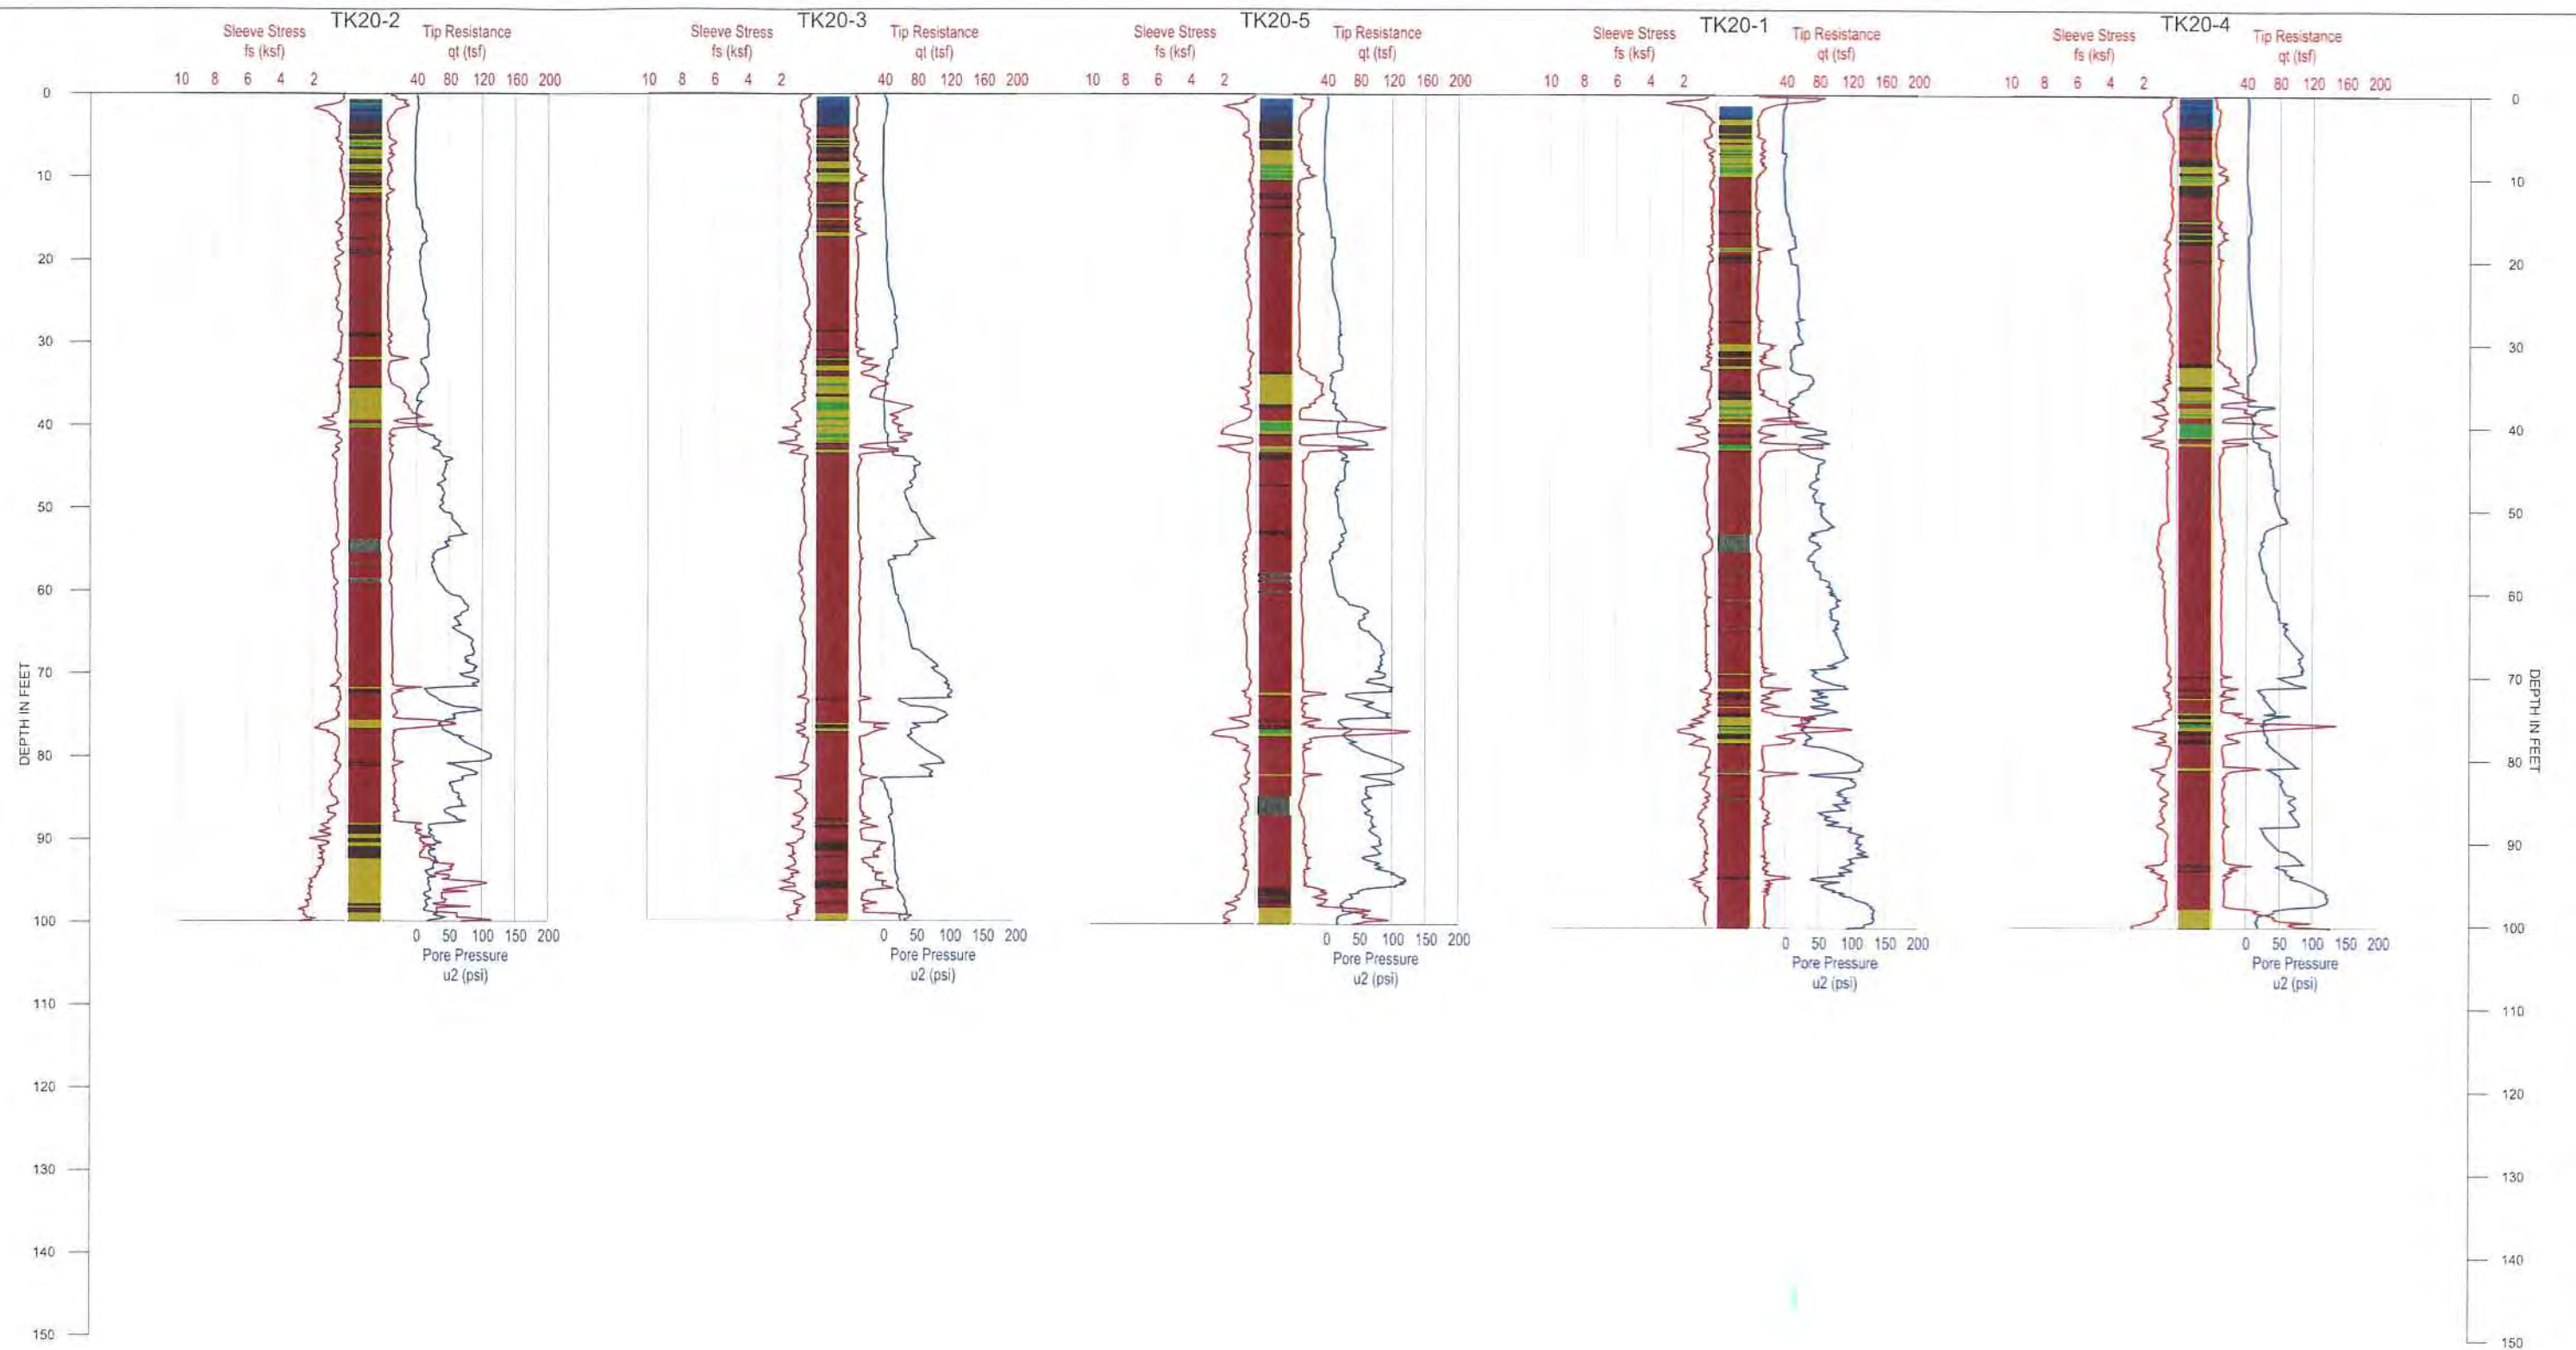 TK20-2
Sleeve Stress
fs (ksf)
Tip Resistance
qt (tsf)
10 8 6 4 2 40 80 120 160 200
TK20-3
Sleeve Stress
fs (ksf)
Tip Resistance
qt (tsf)
10 8 6 4 2 40 80 120 160 200
TK20-5
Sleeve Stress
fs (ksf)
Tip Resistance
qt (tsf)
10 8 6 4 2 40 80 120 160 200
TK20-1
Sleeve Stress
fs (ksf)
Tip Resistance
qt (tsf)
10 8 6 4 2 40 80 120 160 200
TK20-4
Sleeve Stress
fs (ksf)
Tip Resistance
qt (tsf)
10 8 6 4 2 40 80 120 160 200
DEPTH IN FEET
0
10
20
30
40
50
60
70
80
90
100
110
120
130
140
150
0 50 100 150 200
Pore Pressure
u2 (psi)
0 50 100 150 200
Pore Pressure
u2 (psi)
0 50 100 150 200
Pore Pressure
u2 (psi)
0 50 100 150 200
Pore Pressure
u2 (psi)
0 50 100 150 200
Pore Pressure
u2 (psi)
0
10
20
30
40
50
60
70
80
90
100
110
120
130
140
150
DEPTH IN FEET